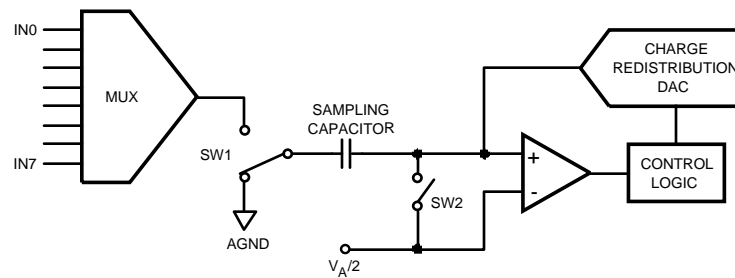 IN0
MUX
IN7
SW1
AGND
SAMPLING
CAPACITOR
SW2
VA/2
+
-
CHARGE
REDISTRIBUTION
DAC
CONTROL
LOGIC